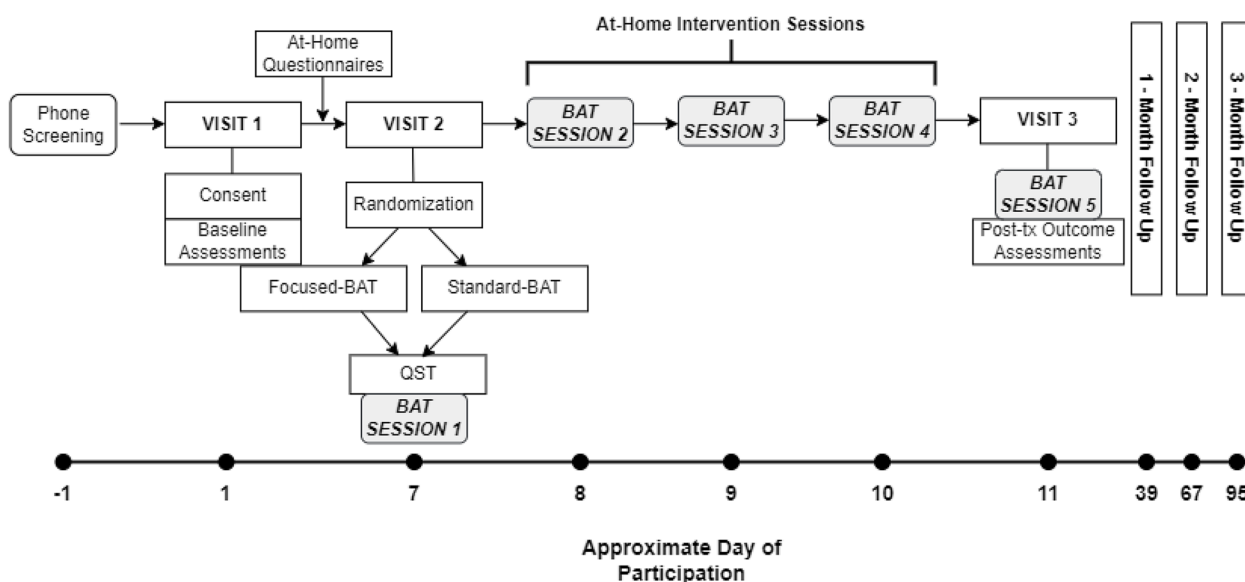 At-Home Intervention Sessions
At-Home
Questionnaires
Phone
Screening
VISIT 1
VISIT 2
BAT
SESSION 2
BAT
SESSION 3
BAT
SESSION 4
VISIT 3
Consent
Baseline
Assessments
Randomization
Focused-BAT
Standard-BAT
QST
BAT
SESSION 1
BAT
SESSION 5
Post-tx Outcome
Assessments
1 - Month Follow Up
2 - Month Follow Up
3 - Month Follow Up
-1 1 7 8 9 10 11 39 67 95
Approximate Day of
Participation